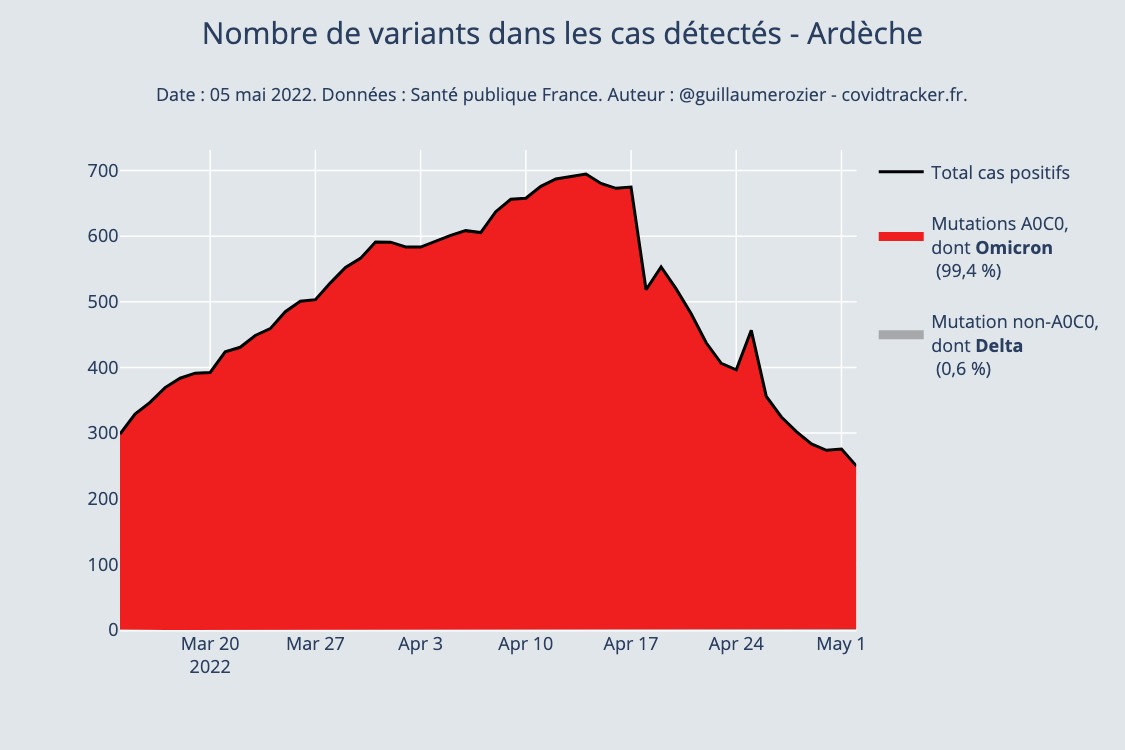 Nombre de variants dans les cas détectés - Ardèche
Date : 05 mai 2022. Données : Santé publique France. Auteur : @guillaumerozier - covidtracker.fr.
700
600
500
400
300
200
100
0
Mar 20
2022
Mar 27
Apr 3
Apr 10
Apr 17
Apr 24
May 1
Total cas positifs
Mutations A0C0,
dont Omicron
(99,4 %)
Mutation non-A0C0,
dont Delta
(0,6 %)